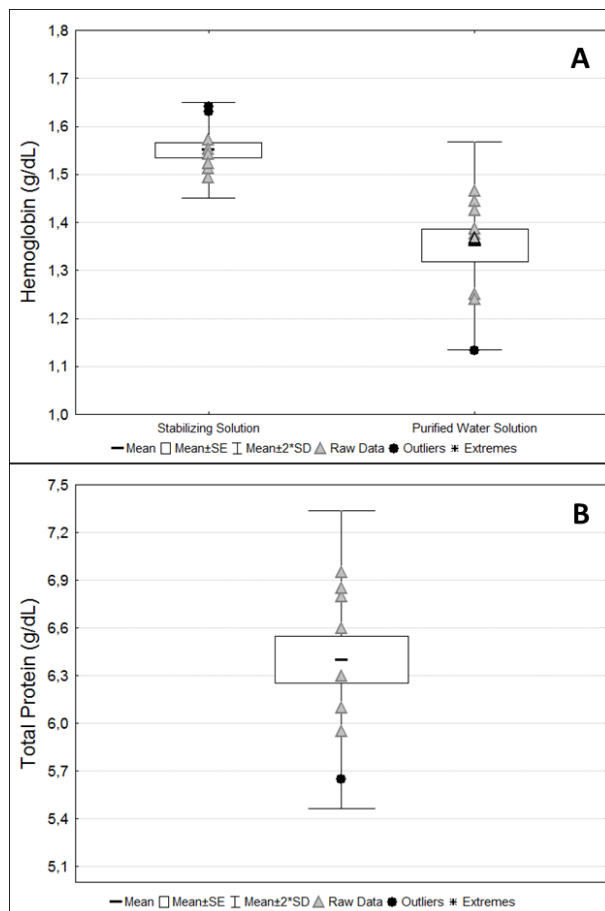 A
Hemoglobin (g/dL)
1,8
1,7
1,6
1,5
1,4
1,3
1,2
1,1
1,0
Stabilizing Solution Purified Water Solution
Mean Mean±SE Mean±2*SD Raw Data Outliers Extremes
B
Total Protein (g/dL)
7,5
7,2
6,9
6,6
6,3
6,0
5,7
5,4
5,1
Mean Mean±SE Mean±2*SD Raw Data Outliers Extremes